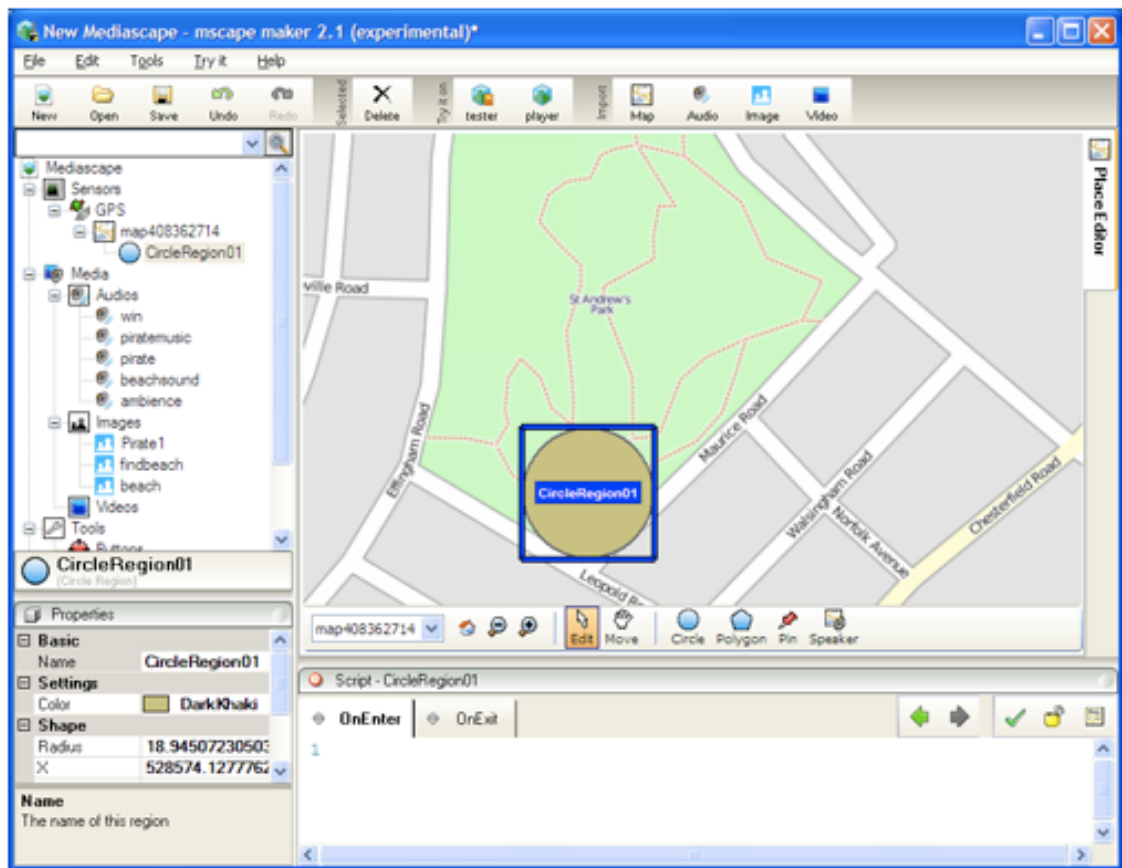 New Mediascape - mscape maker 2.1 (experimental)*
File Edit Tools Try it Help
New Open Save Undo Redo Selected Delete Try it on tester player Import Map Audio Image Video
Mediascape
Sensors
GPS
map408362714
CircleRegion01
Media
Audios
win
piratemusic
pirate
beachsound
ambience
Images
Pirate1
findbeach
beach
Videos
Tools
Buttons
CircleRegion01
(Circle Region)
Properties
Basic
Name CircleRegion01
Settings
Color DarkKhaki
Shape
Radius 18.94507230503
X 528574.1277762
Name
The name of this region
Place Editor
ville Road
St Andrew's
Park
Effingham Road
Maurice Road
CircleRegion01
Walsingham Road
Norfolk Avenue
Chesterfield Road
Leopold R
map408362714 Edit Move Circle Polygon Pin Speaker
Script - CircleRegion01
OnEnter OnExit
1